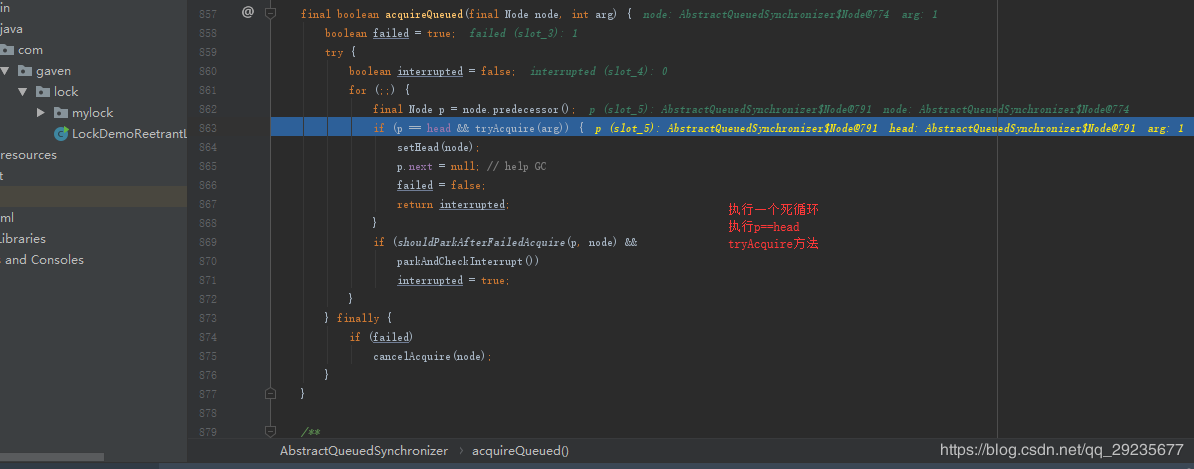 in
java
com
gaven
lock
mylock
LockDemoReetrantL
resources
t
ml
Libraries
s and Consoles
857 @ final boolean acquireQueued(final Node node, int arg) { node: AbstractQueuedSynchronizer$Node@774 arg: 1
858 boolean failed = true; failed (slot_3): 1
859 try {
860 boolean interrupted = false; interrupted (slot_4): 0
861 for (;;) {
862 final Node p = node.predecessor(); p (slot_5): AbstractQueuedSynchronizer$Node@791 node: AbstractQueuedSynchronizer$Node@774
863 if (p == head && tryAcquire(arg)) { p (slot_5): AbstractQueuedSynchronizer$Node@791 head: AbstractQueuedSynchronizer$Node@791 arg: 1
864 setHead(node);
865 p.next = null; // help GC
866 failed = false;
867 return interrupted;
868 }
869 if (shouldParkAfterFailedAcquire(p, node) &&
870 parkAndCheckInterrupt())
871 interrupted = true;
872 }
873 } finally {
874 if (failed)
875 cancelAcquire(node);
876 }
877 }
878
879 /**
执行一个死循环
执行p==head
tryAcquire方法
AbstractQueuedSynchronizer › acquireQueued()
https://blog.csdn.net/qq_29235677